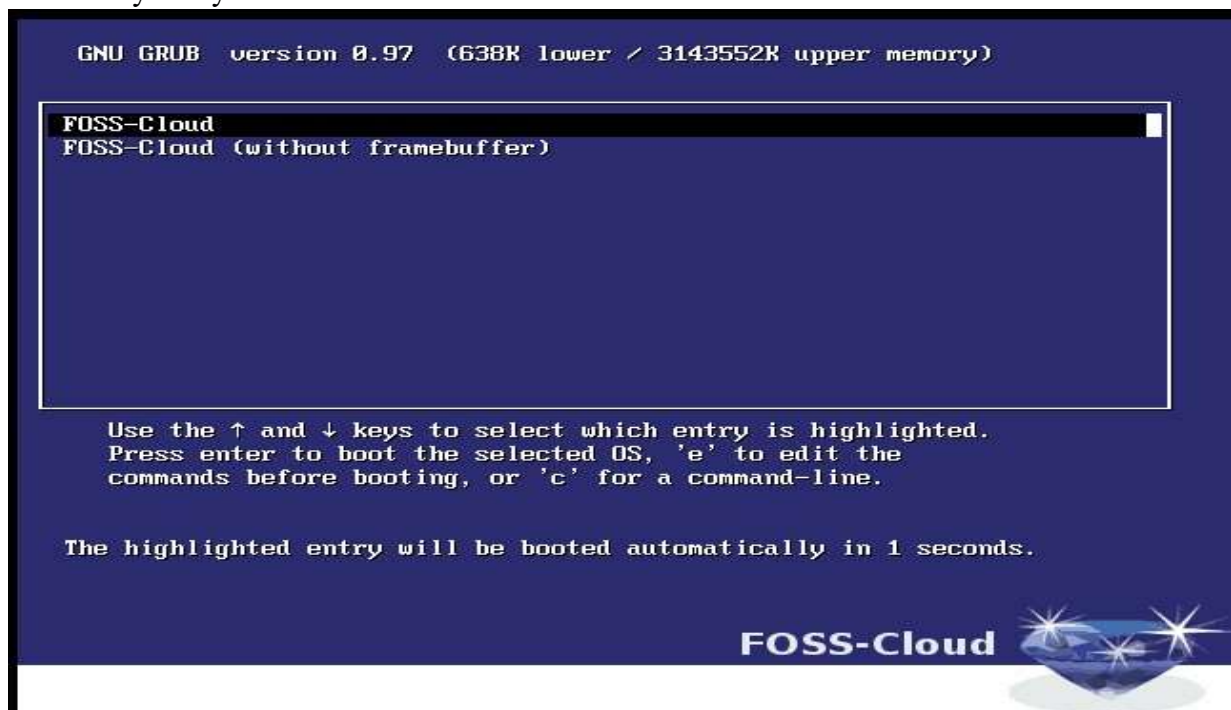 GNU GRUB version 0.97 (638K lower / 3143552K upper memory)
FOSS-Cloud
FOSS-Cloud (without framebuffer)
Use the ↑ and ↓ keys to select which entry is highlighted.
Press enter to boot the selected OS, 'e' to edit the
commands before booting, or 'c' for a command-line.
The highlighted entry will be booted automatically in 1 seconds.
FOSS-Cloud